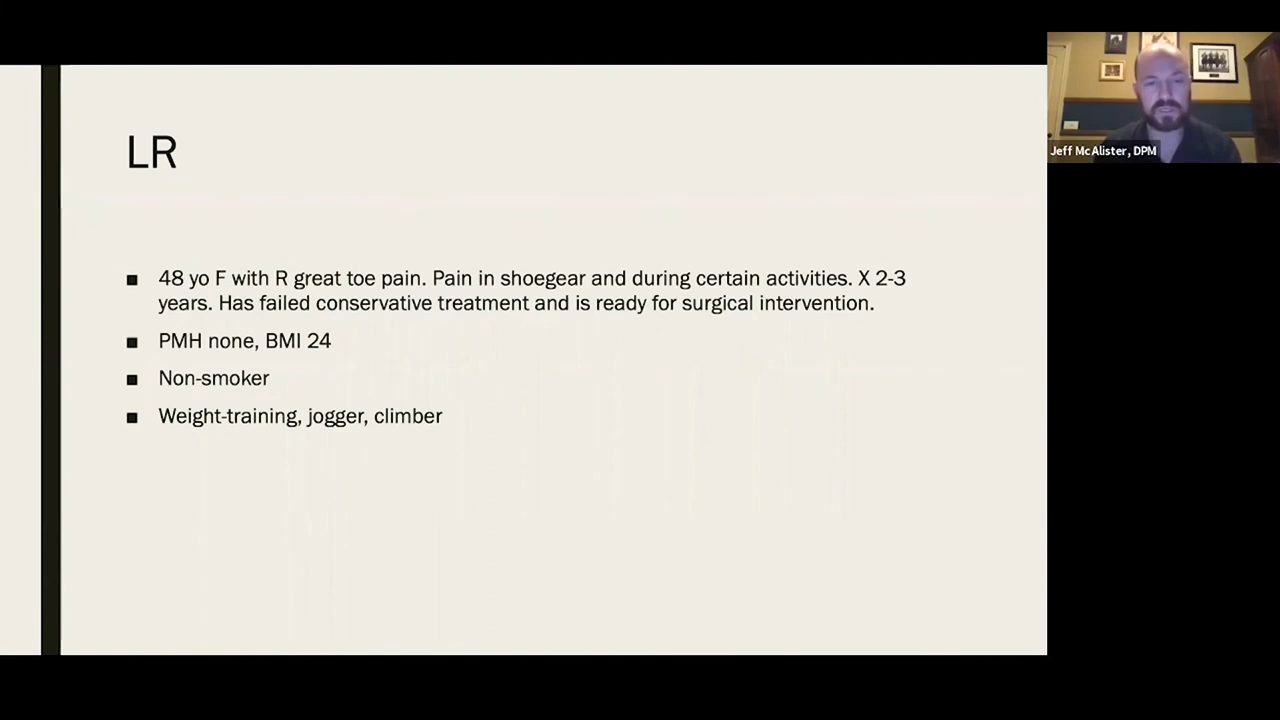 LR
■ 48 yo F with R great toe pain. Pain in shoegear and during certain activities. X 2-3
years. Has failed conservative treatment and is ready for surgical intervention.
■ PMH none, BMI 24
■ Non-smoker
■ Weight-training, jogger, climber
Jeff McAlister, DPM